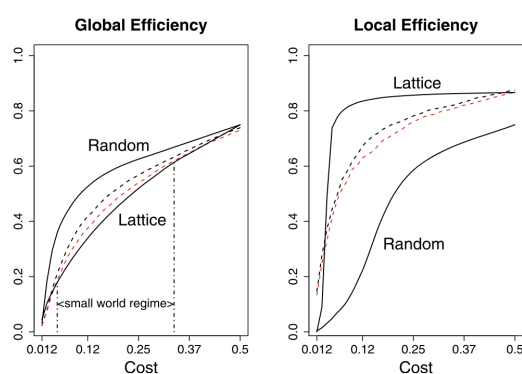 Global Efficiency
1.0
0.8
0.6
0.4
0.2
0.0
Random
Lattice
<small world regime>
0.012
0.12
0.25
0.37
0.5
Cost
Local Efficiency
1.0
0.8
0.6
0.4
0.2
0.0
Lattice
Random
0.012
0.12
0.25
0.37
0.5
Cost